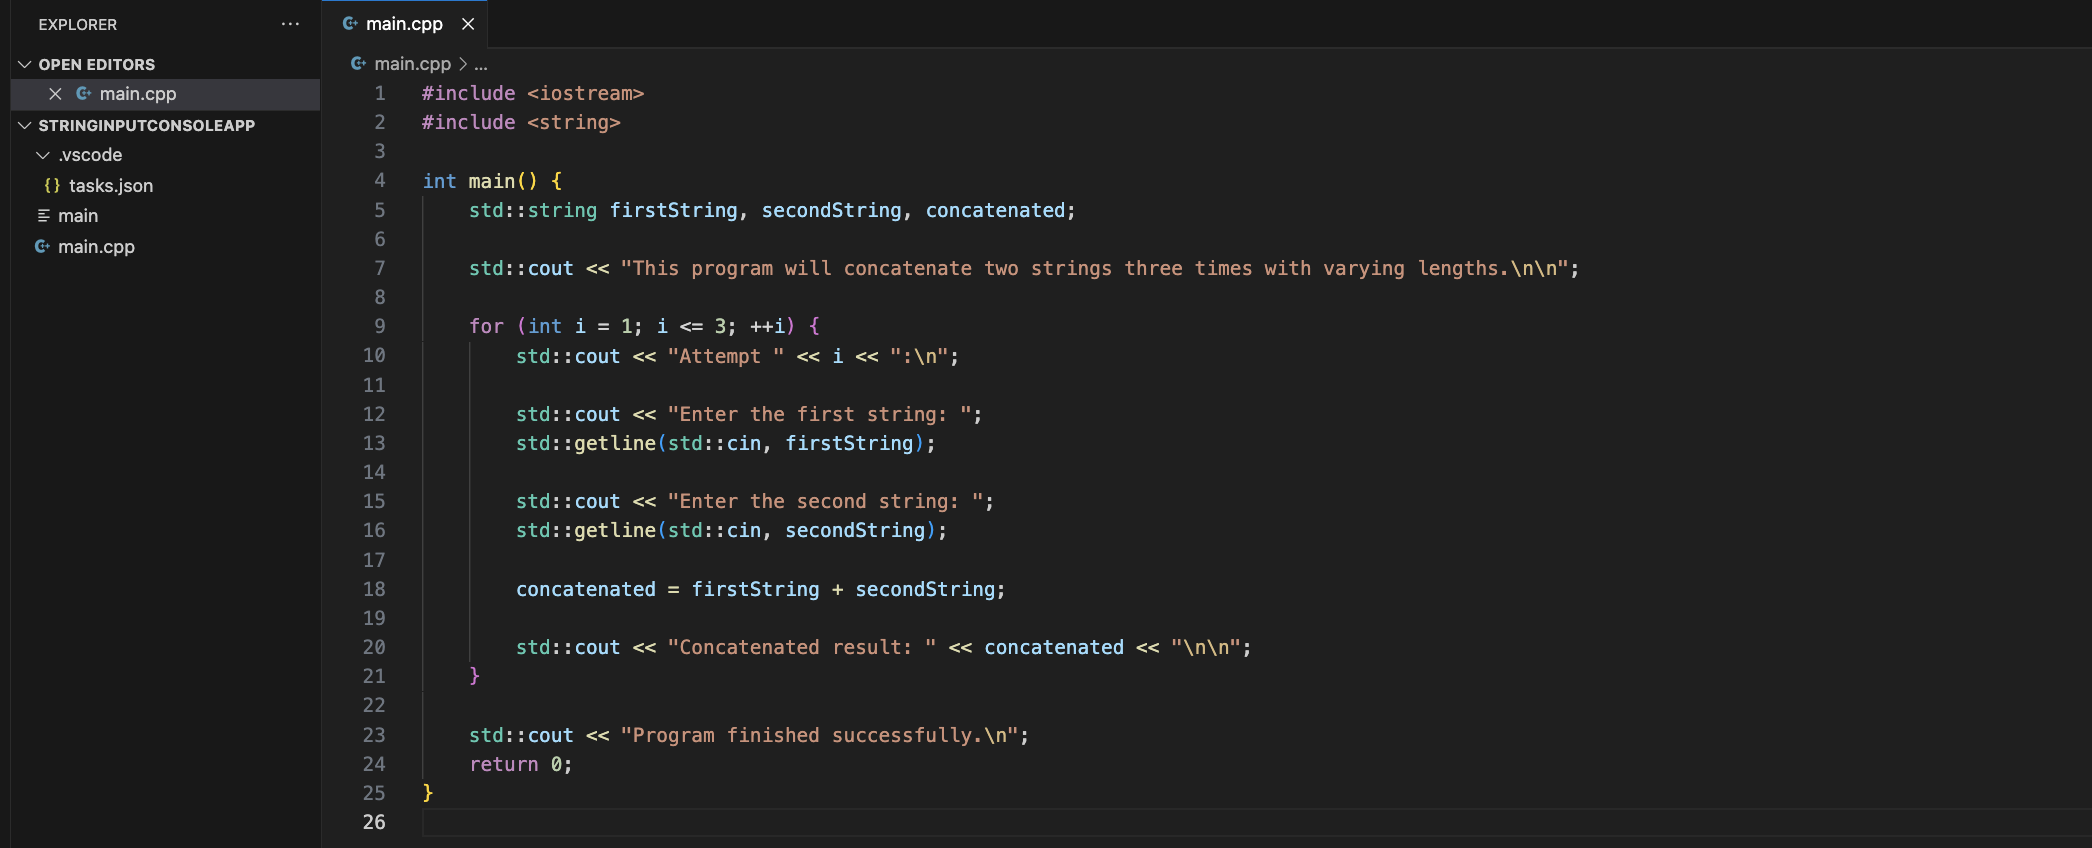 EXPLORER ...
OPEN EDITORS
main.cpp
STRINGINPUTCONSOLEAPP
.vscode
{} tasks.json
main
main.cpp
main.cpp
main.cpp > ...
1 #include <iostream>
2 #include <string>
3
4 int main() {
5     std::string firstString, secondString, concatenated;
6
7     std::cout << "This program will concatenate two strings three times with varying lengths.\n\n";
8
9     for (int i = 1; i <= 3; ++i) {
10         std::cout << "Attempt " << i << ":\n";
11
12         std::cout << "Enter the first string: ";
13         std::getline(std::cin, firstString);
14
15         std::cout << "Enter the second string: ";
16         std::getline(std::cin, secondString);
17
18         concatenated = firstString + secondString;
19
20         std::cout << "Concatenated result: " << concatenated << "\n\n";
21     }
22
23     std::cout << "Program finished successfully.\n";
24     return 0;
25 }
26